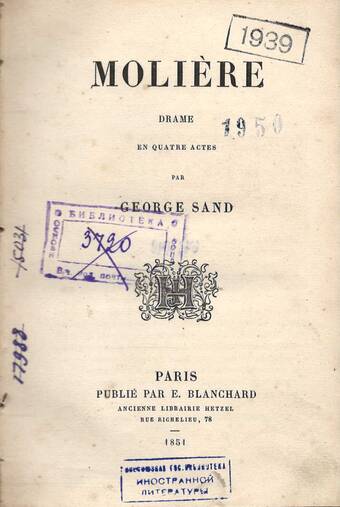 1939
MOLIÈRE
DRAME
1950
EN QUATRE ACTES
PAR
GEORGE SAND
БИБЛИОТЕКА
3720
H
PARIS
PUBLIÉ PAR E. BLANCHARD
ANCIENNE LIBRAIRIE HETZEL
RUE RICHELIEU, 78
1851
ИНОСТРАННОЙ
ЛИТЕРАТУРЫ